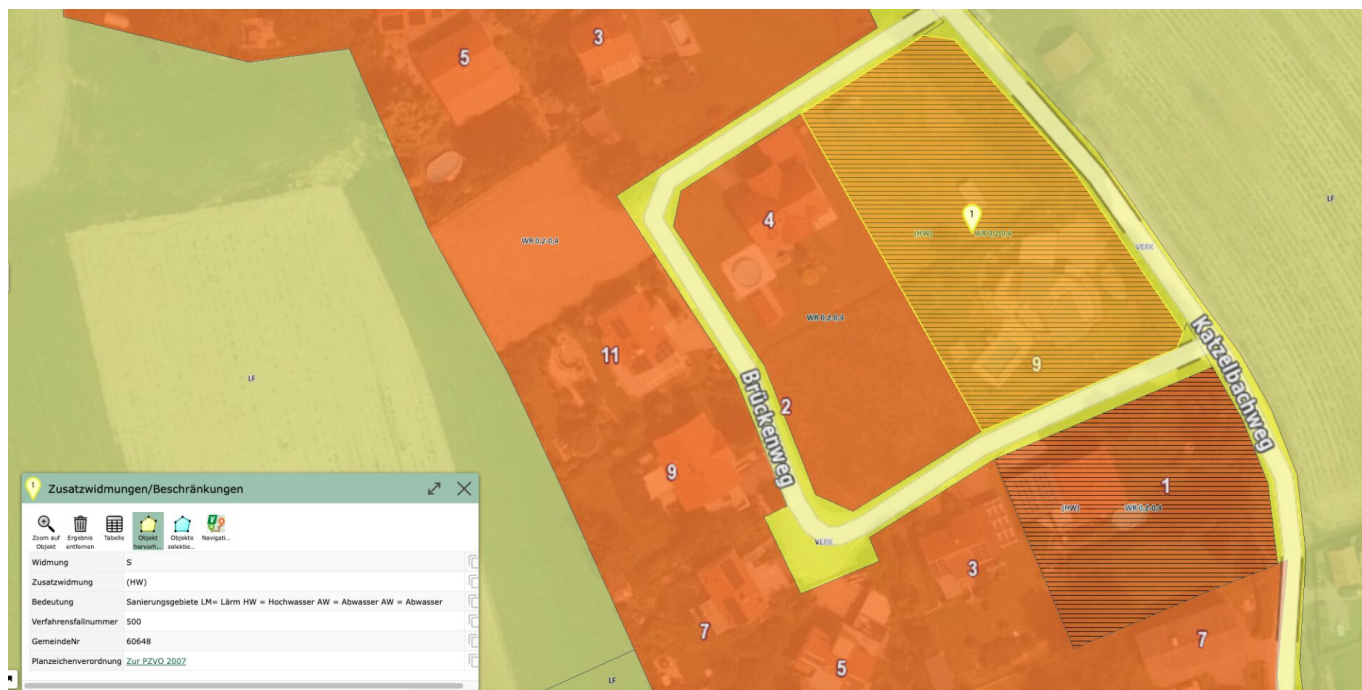 5
3
4
WR 0,2-0,4
1
(HW) WR 0,2-0,4
VERK
LF
WR 0,2-0,4
11
LF
9
Katzelbachweg
Brückenweg
2
9
1
(HW) WR 0,2-0,4
VERK
3
7
5
7
LF
1 Zusatzwidmungen/Beschränkungen
Zoom auf Objekt
Ergebnis entfernen
Tabelle
Objekt hervorh...
Objekte selektie...
Navigati...
Widmung S
Zusatzwidmung (HW)
Bedeutung Sanierungsgebiete LM= Lärm HW = Hochwasser AW = Abwasser AW = Abwasser
Verfahrensfallnummer 500
GemeindeNr 60648
Planzeichenverordnung Zur PZVO 2007